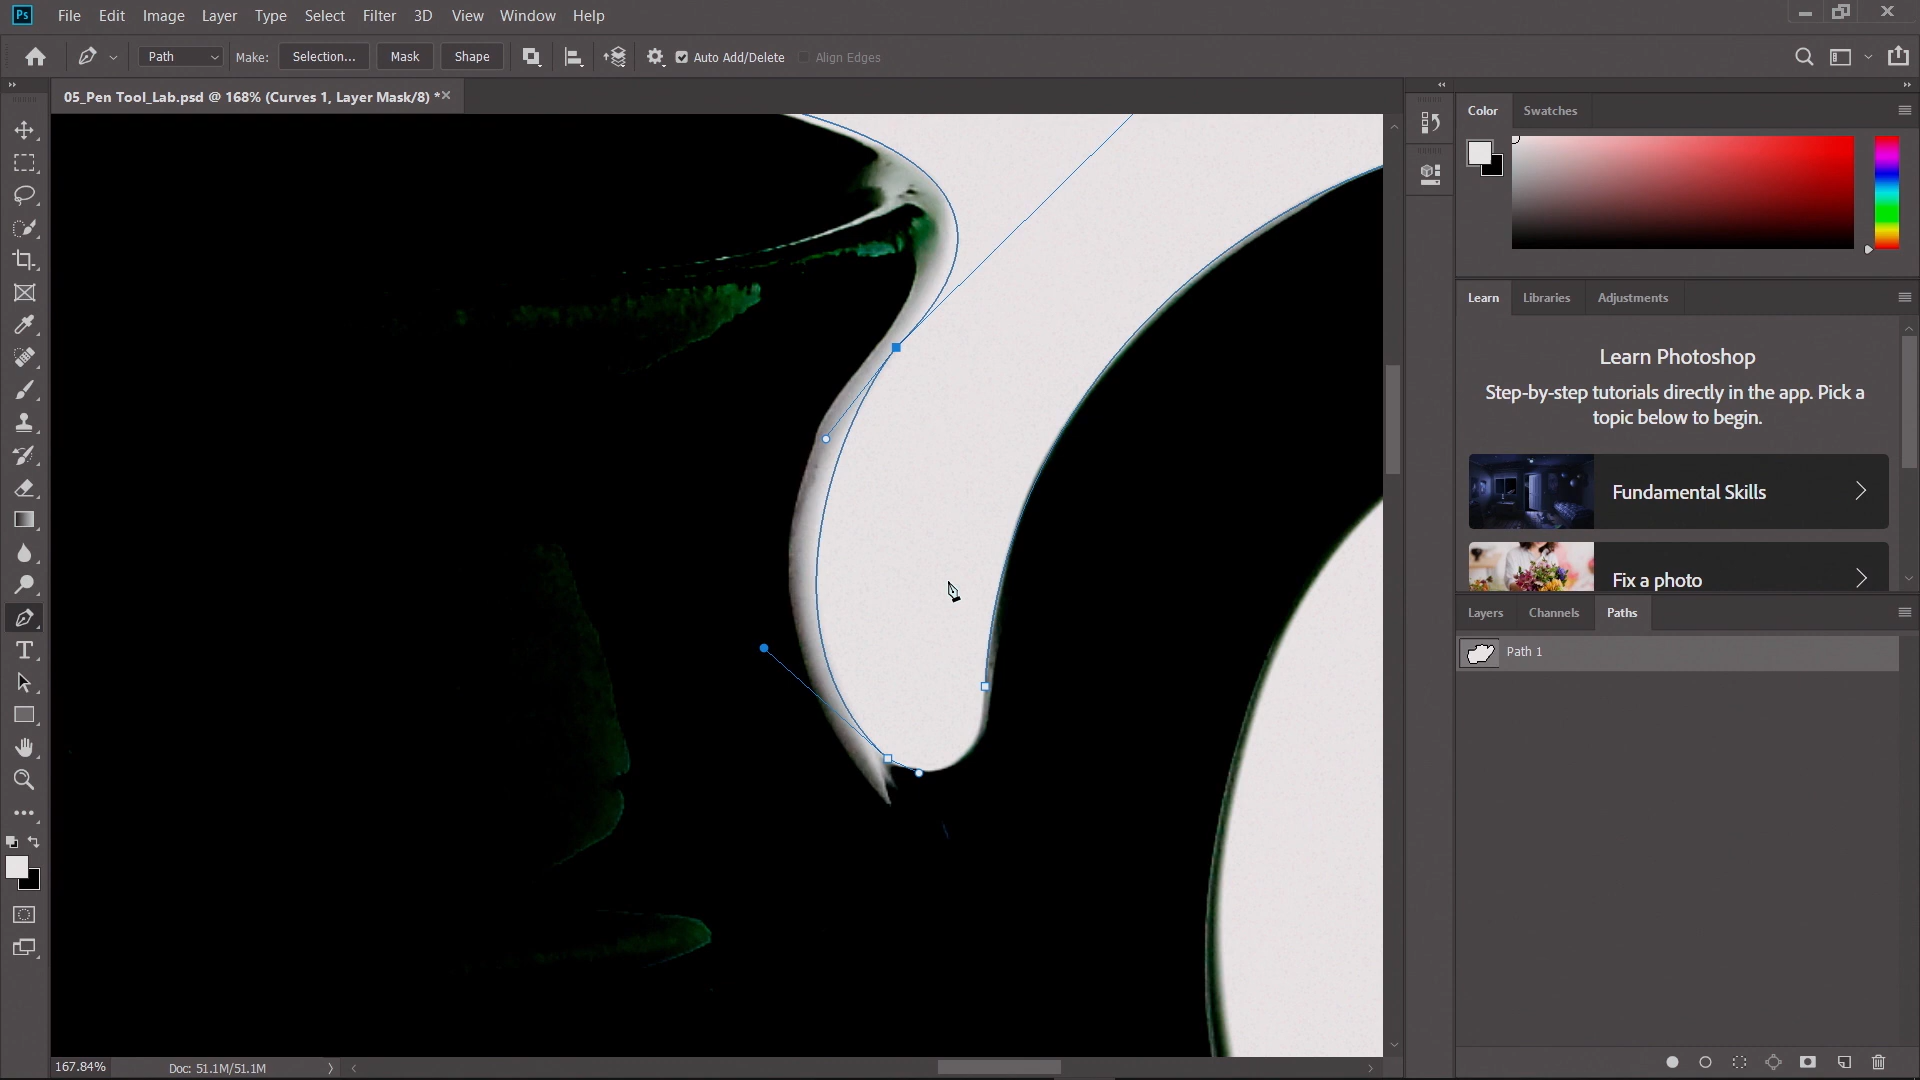 Ps File Edit Image Layer Type Select Filter 3D View Window Help
Path Make: Selection... Mask Shape Auto Add/Delete Align Edges
05_Pen Tool_Lab.psd @ 168% (Curves 1, Layer Mask/8) *
Color Swatches
Learn Libraries Adjustments
Learn Photoshop
Step-by-step tutorials directly in the app. Pick a
topic below to begin.
Fundamental Skills
Fix a photo
Layers Channels Paths
Path 1
167.84% Doc: 51.1M/51.1M